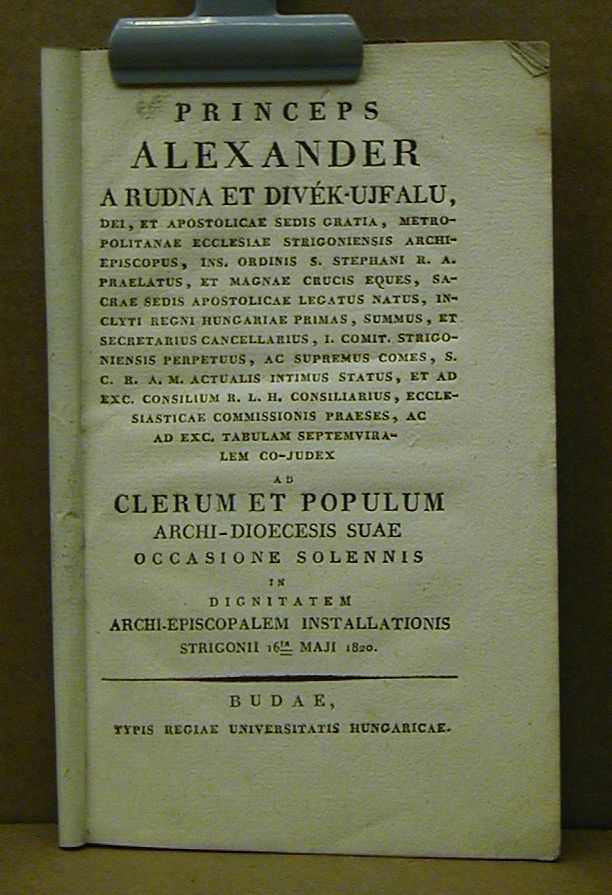 PRINCEPS
ALEXANDER
A RUDNA ET DIVÉK-UJFALU,
DEI, ET APOSTOLICAE SEDIS GRATIA, METRO-
POLITANAE ECCLESIAE STRIGONIENSIS ARCHI-
EPISCOPUS, INS. ORDINIS S. STEPHANI R. A.
PRAELATUS, ET MAGNAE CRUCIS EQUES, SA-
CRAE SEDIS APOSTOLICAE LEGATUS NATUS, IN-
CLYTI REGNI HUNGARIAE PRIMAS, SUMMUS, ET
SECRETARIUS CANCELLARIUS, I. COMIT. STRIGO-
NIENSIS PERPETUUS, AC SUPREMUS COMES, S.
C. R. A. M. ACTUALIS INTIMUS STATUS, ET AD
EXC. CONSILIUM R. L. H. CONSILIARIUS, ECCLE-
SIASTICAE COMMISSIONIS PRAESES, AC
AD EXC. TABULAM SEPTEMVIRA-
LEM CO-JUDEX
AD
CLERUM ET POPULUM
ARCHI-DIOECESIS SUAE
OCCASIONE SOLENNIS
IN
DIGNITATEM
ARCHI-EPISCOPALEM INSTALLATIONIS
STRIGONII 16ta MAJI 1820.
BUDAE,
TYPIS REGIAE UNIVERSITATIS HUNGARICAE.